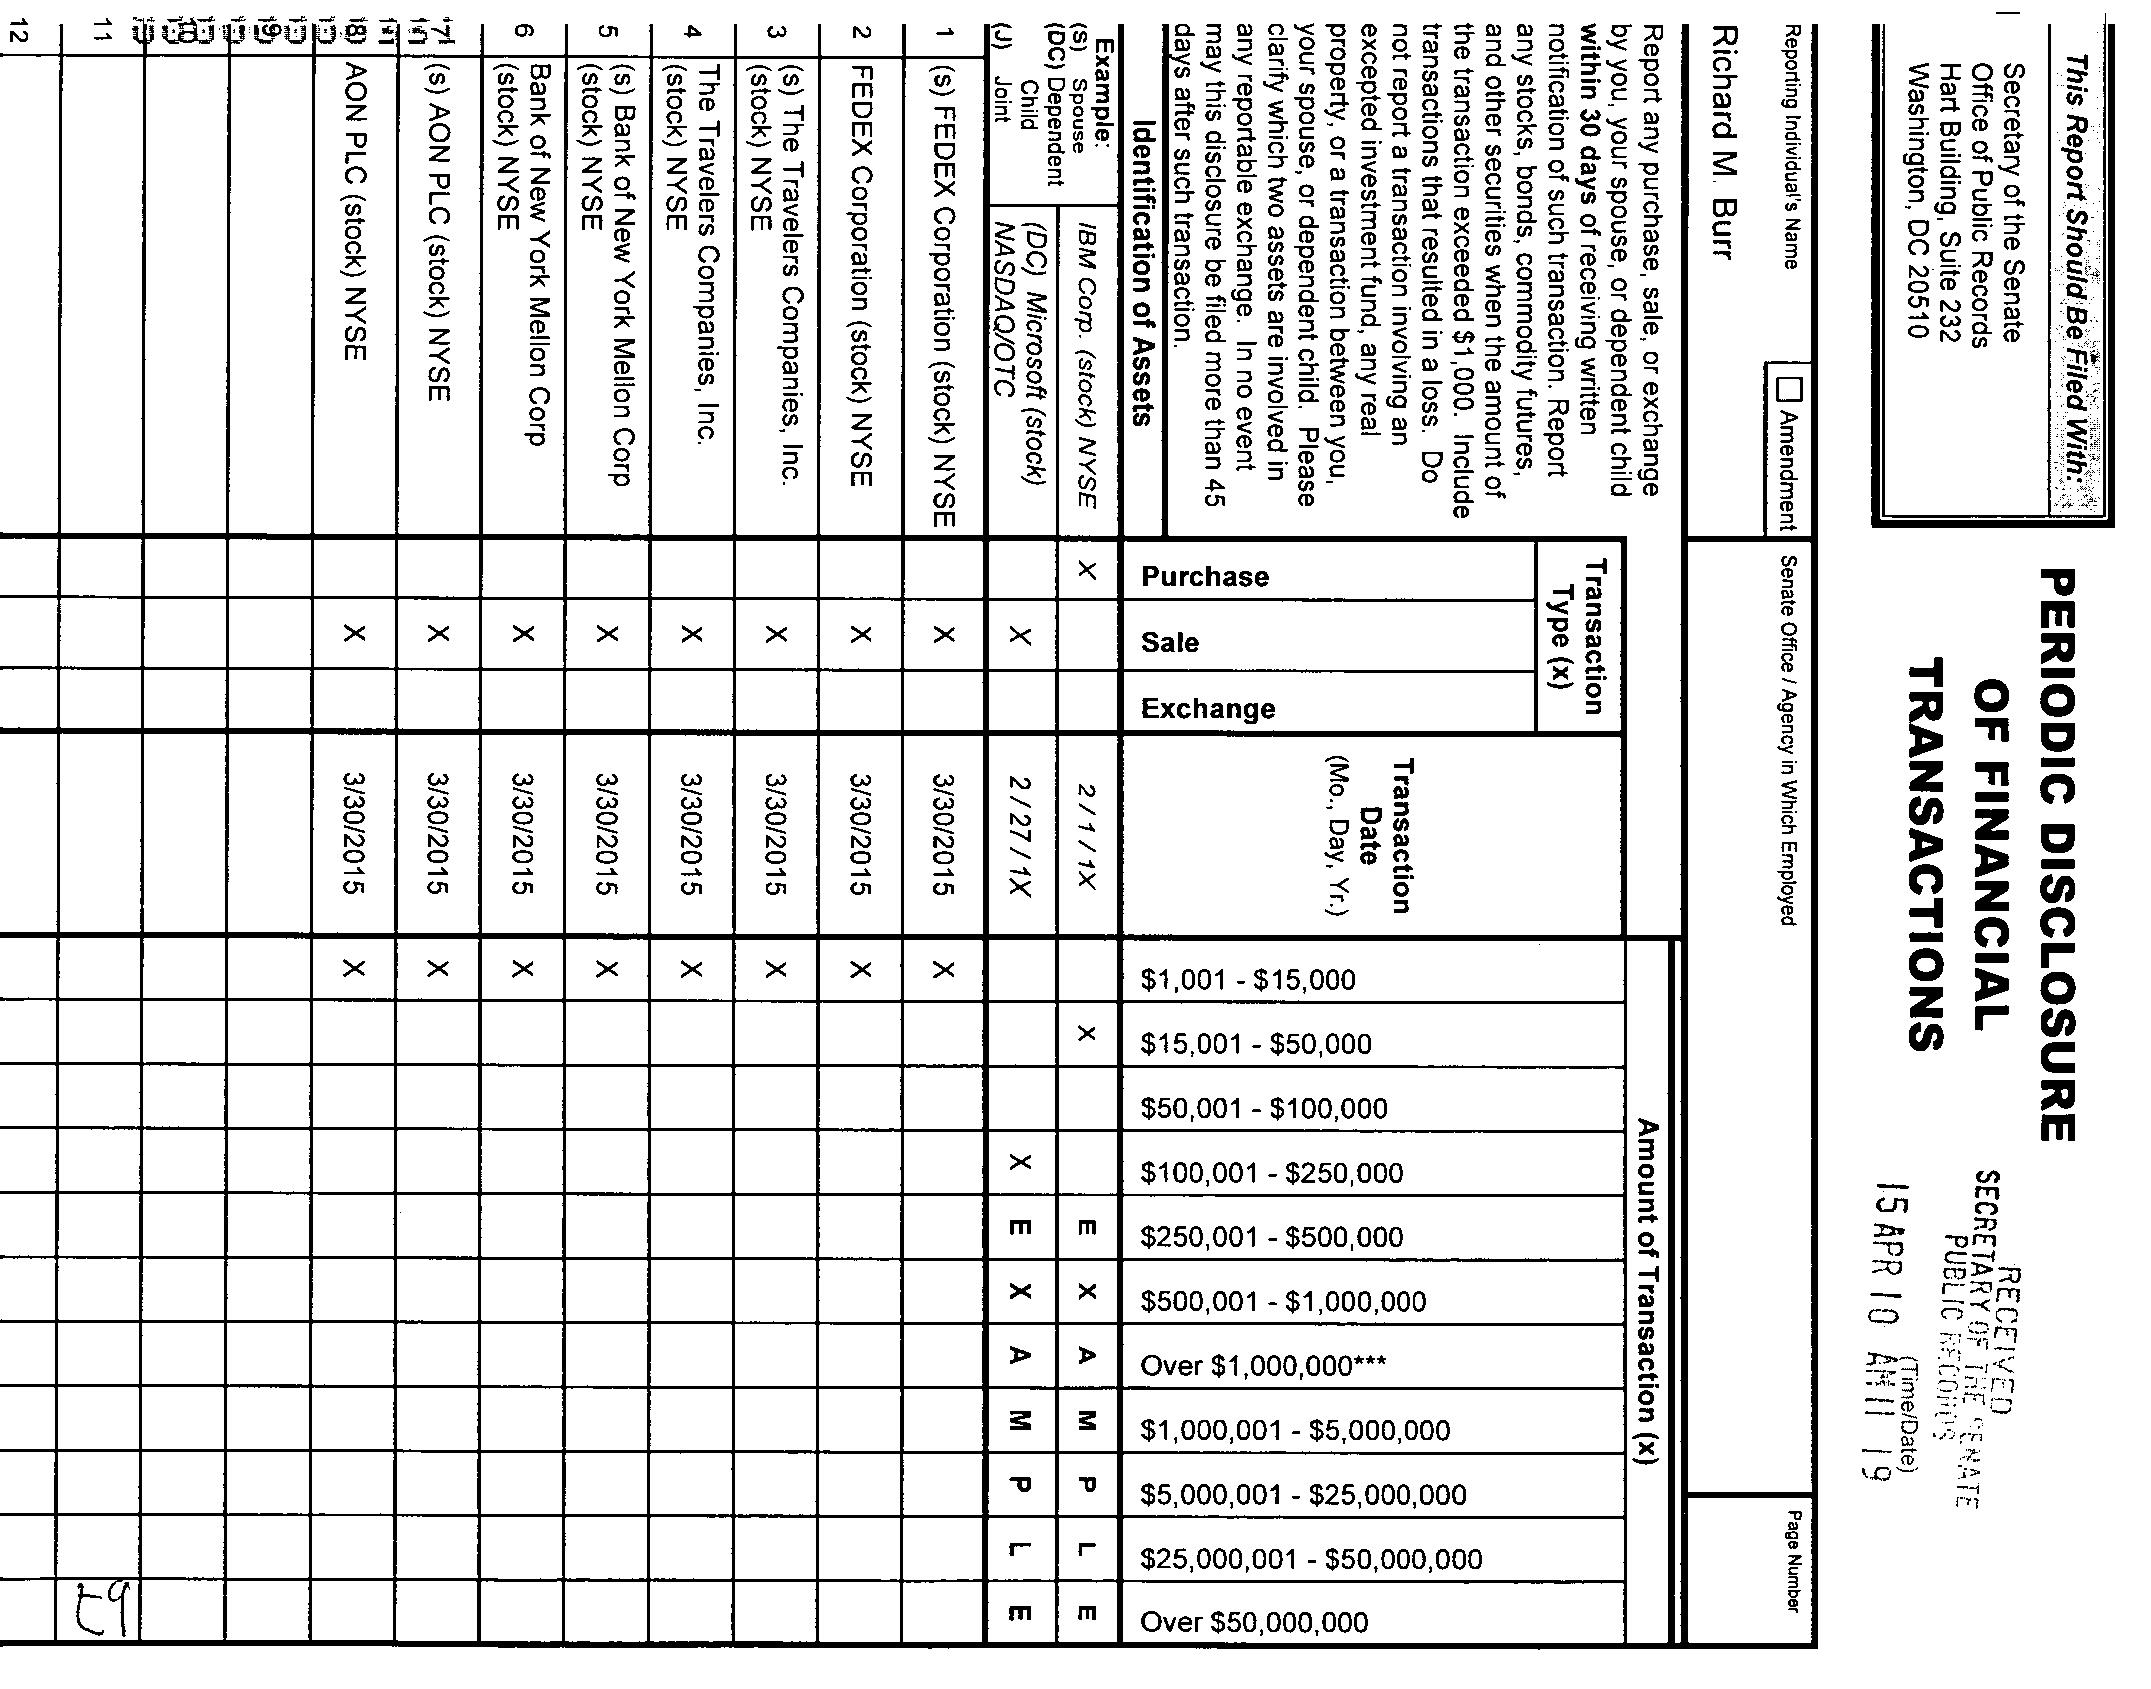 This Report Should Be Filed With:
Secretary of the Senate
Office of Public Records
Hart Building, Suite 232
Washington, DC 20510
PERIODIC DISCLOSURE
OF FINANCIAL
TRANSACTIONS
RECEIVED
SECRETARY OF THE SENATE
PUBLIC RECORDS
(Time/Date)
15 APR 10 AM 11 19
Reporting Individual's Name
Richard M. Burr
Amendment
Senate Office / Agency in Which Employed
Page Number
Report any purchase, sale, or exchange
by you, your spouse, or dependent child
within 30 days of receiving written
notification of such transaction. Report
any stocks, bonds, commodity futures,
and other securities when the amount of
the transaction exceeded $1,000. Include
transactions that resulted in a loss. Do
not report a transaction involving an
excepted investment fund, any real
property, or a transaction between you,
your spouse, or dependent child. Please
clarify which two assets are involved in
any reportable exchange. In no event
may this disclosure be filed more than 45
days after such transaction.
Identification of Assets
Transaction
Type (x)
Purchase
Sale
Exchange
Transaction
Date
(Mo., Day, Yr.)
Amount of Transaction (x)
$1,001 - $15,000
$15,001 - $50,000
$50,001 - $100,000
$100,001 - $250,000
$250,001 - $500,000
$500,001 - $1,000,000
Over $1,000,000***
$1,000,001 - $5,000,000
$5,000,001 - $25,000,000
$25,000,001 - $50,000,000
Over $50,000,000
Example:
(S) Spouse
(DC) Dependent
Child
(J) Joint
IBM Corp. (stock) NYSE X 2 / 1 / 1X X E X A M P L E
(DC) Microsoft (stock)
NASDAQ/OTC X 2 / 27 / 1X X E X A M P L E
1 (s) FEDEX Corporation (stock) NYSE X 3/30/2015 X
2 FEDEX Corporation (stock) NYSE X 3/30/2015 X
3 (s) The Travelers Companies, Inc.
(stock) NYSE X 3/30/2015 X
4 The Travelers Companies, Inc.
(stock) NYSE X 3/30/2015 X
5 (s) Bank of New York Mellon Corp
(stock) NYSE X 3/30/2015 X
6 Bank of New York Mellon Corp
(stock) NYSE X 3/30/2015 X
7 (s) AON PLC (stock) NYSE X 3/30/2015 X
8 AON PLC (stock) NYSE X 3/30/2015 X
9
10
11
12